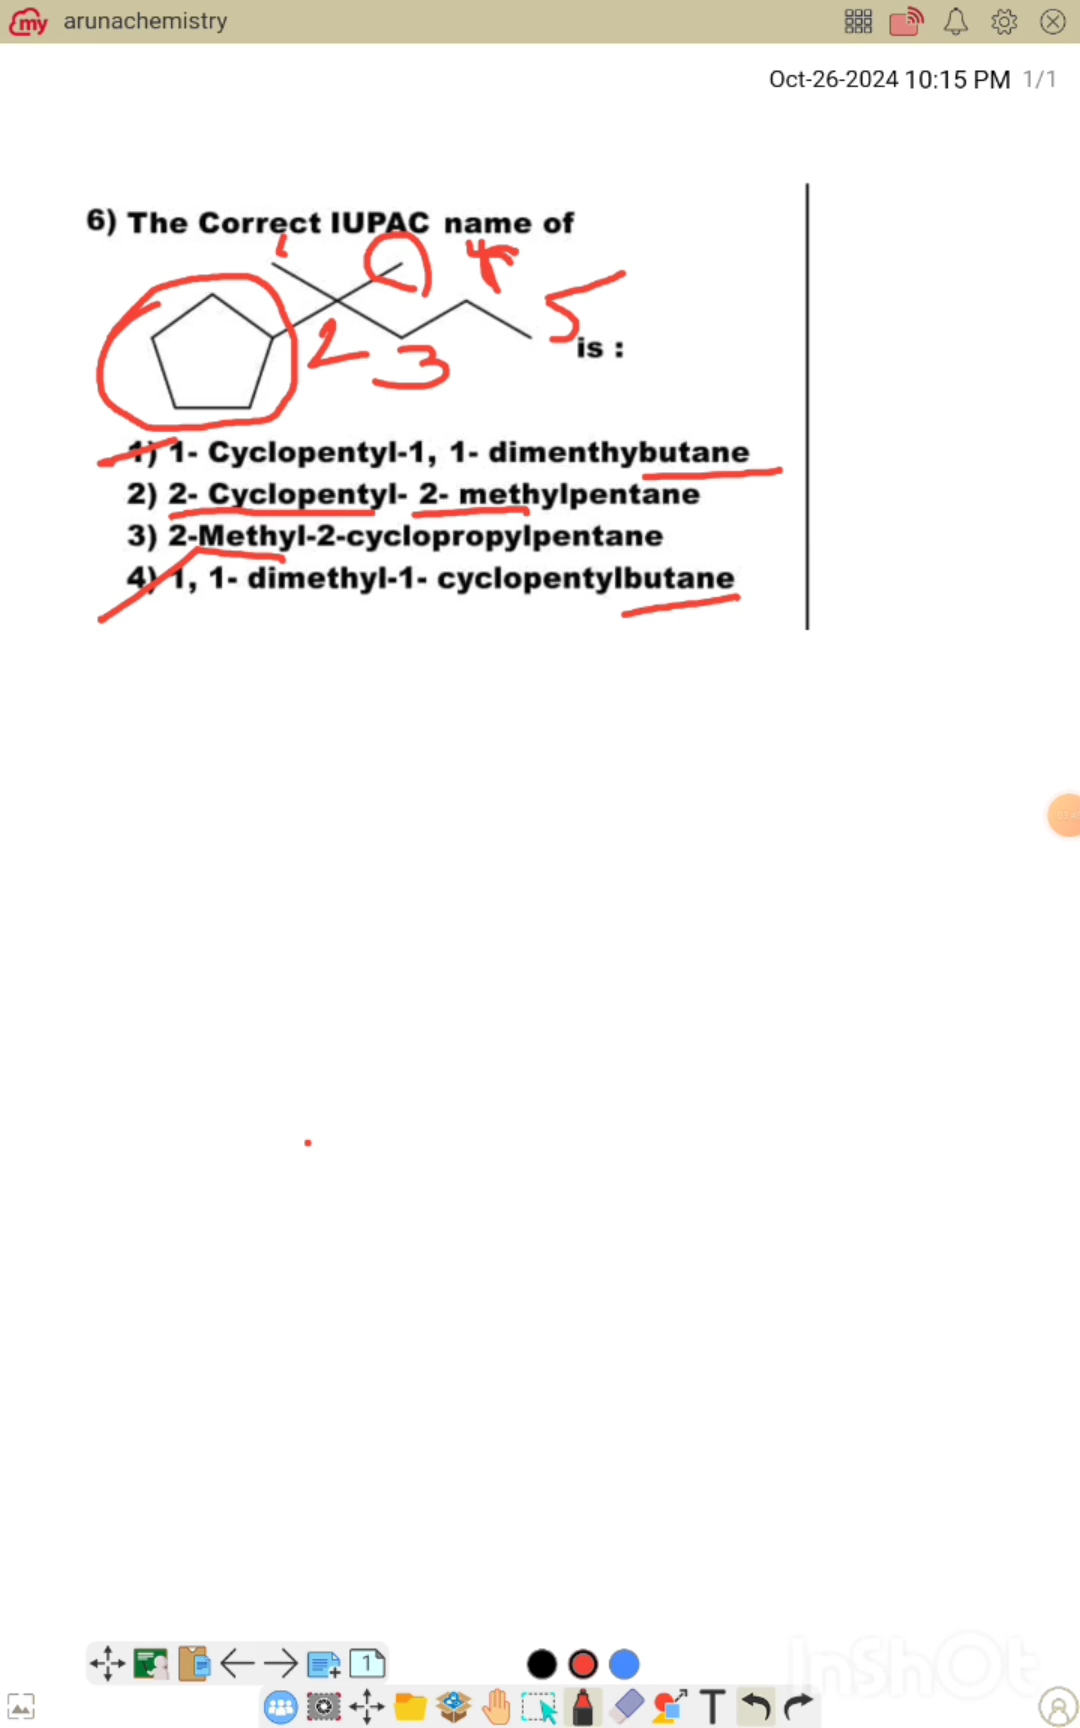 my arunachemistry
Oct-26-2024 10:15 PM 1/1
6) The Correct IUPAC name of
1 4
5
2 3
is :
1) 1- Cyclopentyl-1, 1- dimenthybutane
2) 2- Cyclopentyl- 2- methylpentane
3) 2-Methyl-2-cyclopropylpentane
4) 1, 1- dimethyl-1- cyclopentylbutane
1
T
InShOt